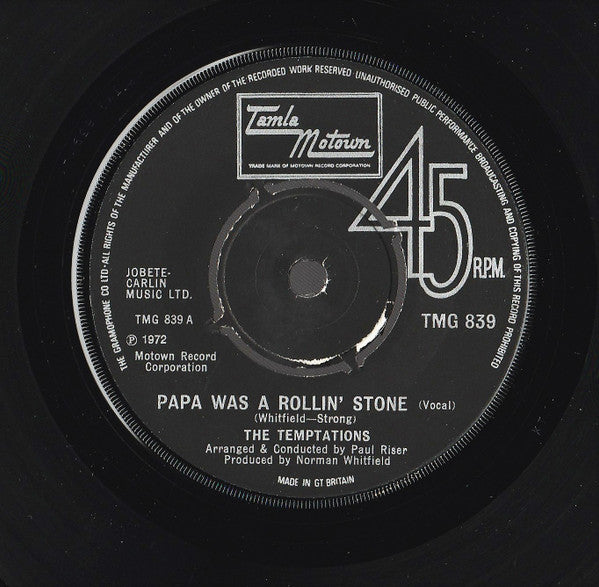 THE GRAMOPHONE CO LTD·ALL RIGHTS OF THE MANUFACTURER AND OF THE OWNER OF THE RECORDED WORK RESERVED UNAUTHORISED PUBLIC PERFORMANCE BROADCASTING AND COPYING OF THIS RECORD PROHIBITED
Tamla
Motown
TRADE MARK OF MOTOWN RECORD CORPORATION
45
R.P.M.
JOBETE-
CARLIN
MUSIC LTD.
TMG 839 A
TMG 839
Ⓟ 1972
Motown Record
Corporation
PAPA WAS A ROLLIN' STONE (Vocal)
(Whitfield—Strong)
THE TEMPTATIONS
Arranged & Conducted by Paul Riser
Produced by Norman Whitfield
MADE IN GT BRITAIN